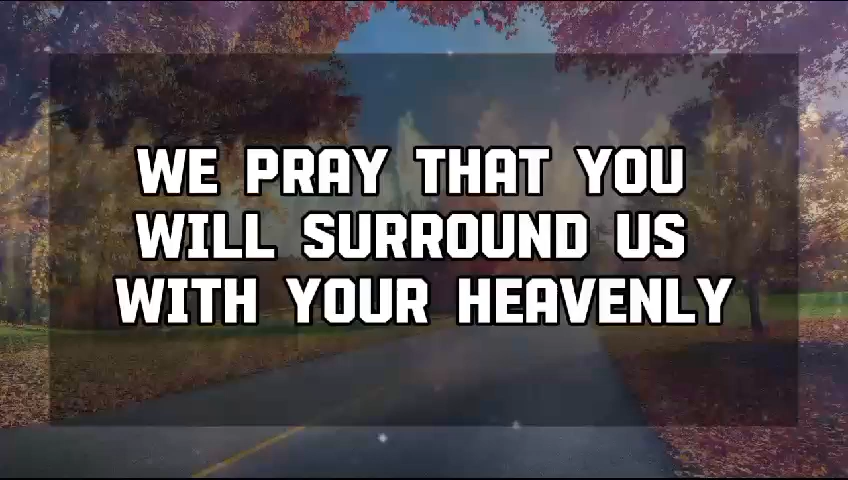 WE PRAY THAT YOU
WILL SURROUND US
WITH YOUR HEAVENLY